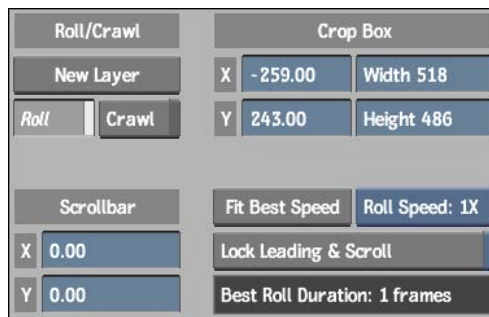 Roll/Crawl
Crop Box
New Layer
X -259.00 Width 518
Roll Crawl
Y 243.00 Height 486
Scrollbar
Fit Best Speed Roll Speed: 1X
X 0.00
Lock Leading & Scroll
Y 0.00
Best Roll Duration: 1 frames